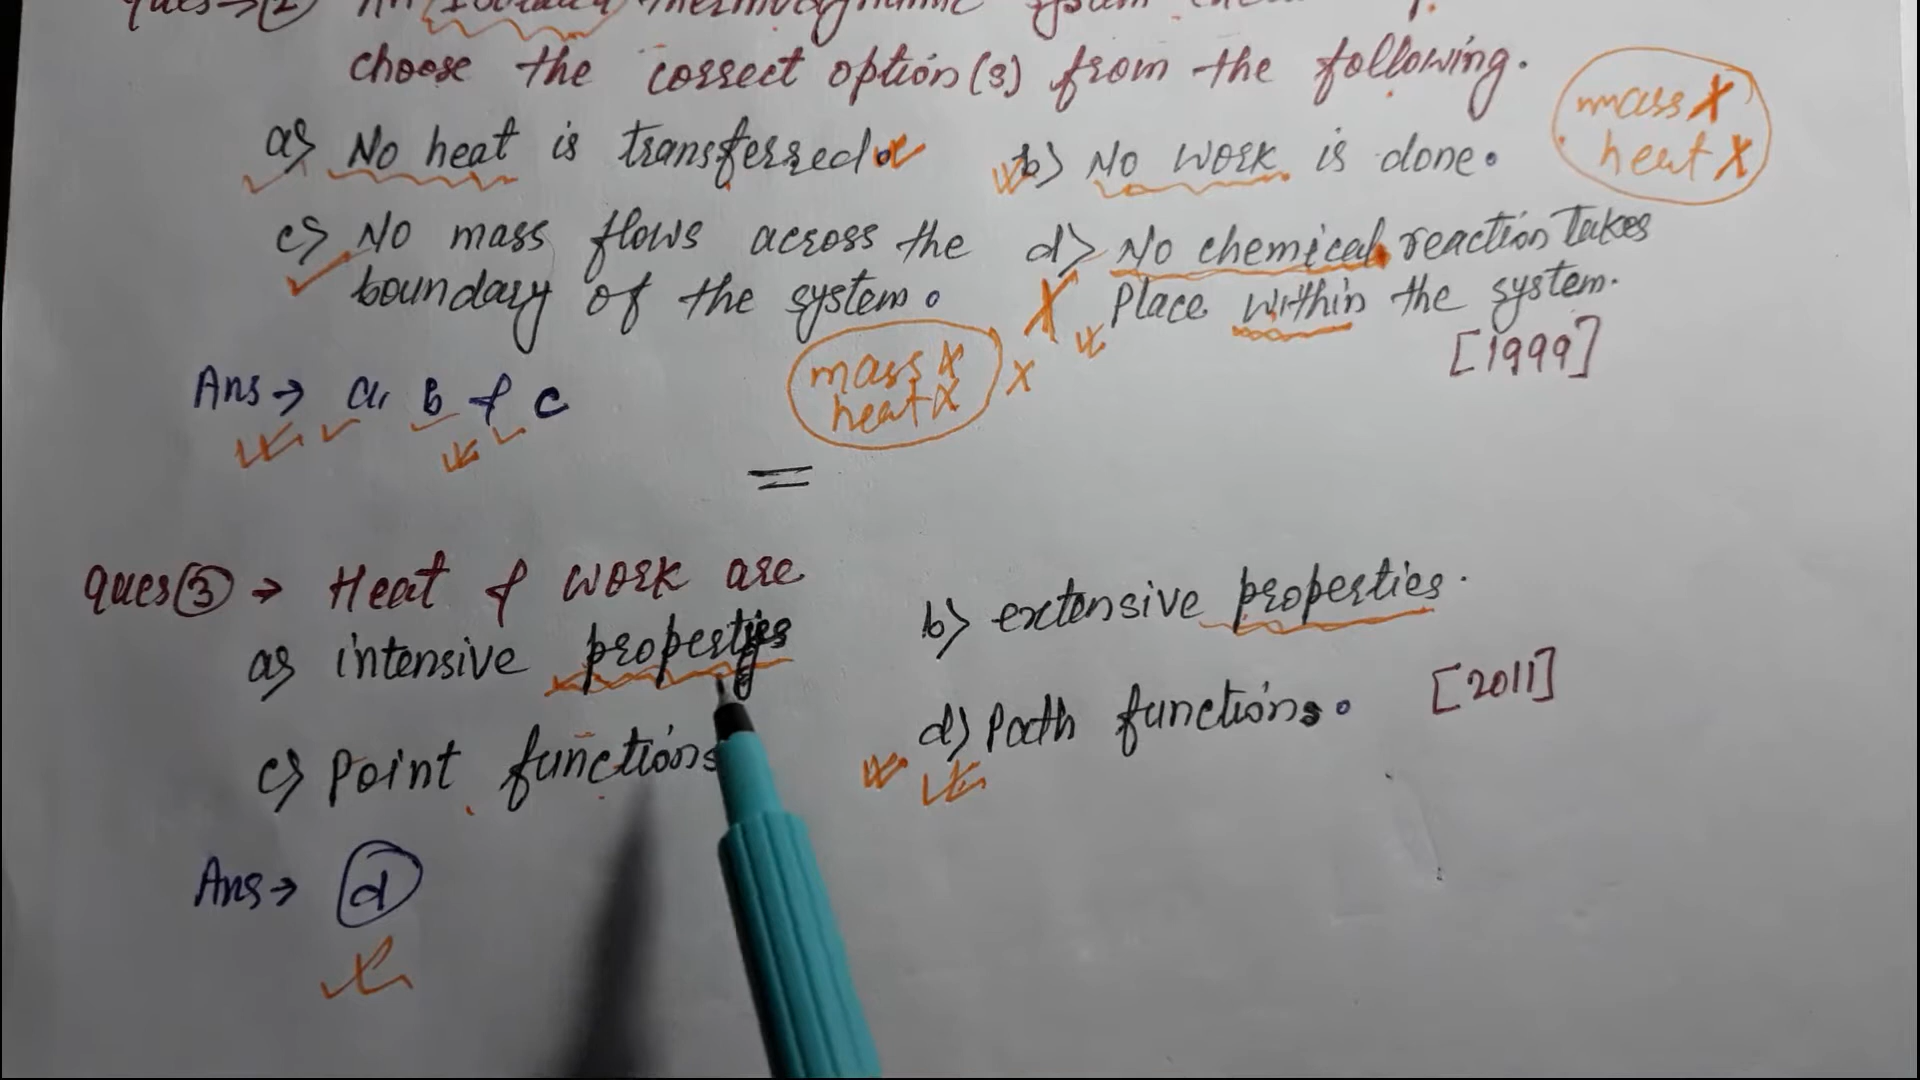 choose the correct option(s) from the following.
mass X
heat X
a) No heat is transferred.
b) No work is done.
c) No mass flows across the boundary of the system.
d) No chemical reaction Takes Place within the system.
[1999]
mass X
heat X
X
Ans → a, b & c
=
Ques 3 → Heat & work are
a) intensive properties
b) extensive properties.
c) Point functions
d) Path functions.
[2011]
Ans → d